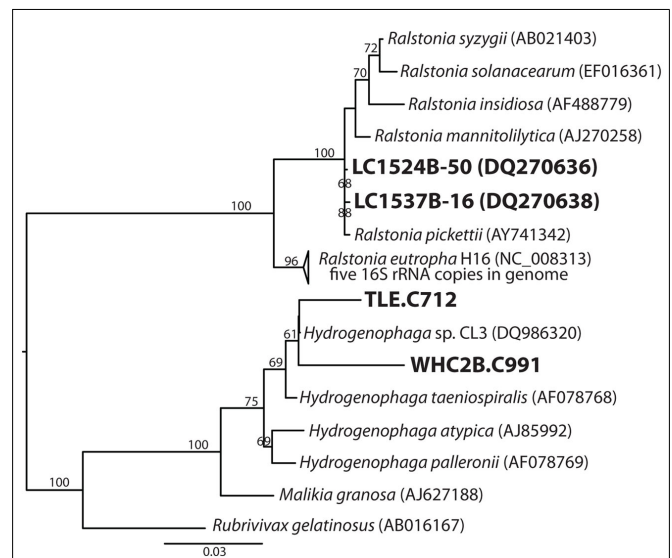 72
Ralstonia syzygii (AB021403)
Ralstonia solanacearum (EF016361)
70
Ralstonia insidiosa (AF488779)
Ralstonia mannitolilytica (AJ270258)
100
LC1524B-50 (DQ270636)
68
LC1537B-16 (DQ270638)
88
100
Ralstonia pickettii (AY741342)
96
Ralstonia eutropha H16 (NC_008313)
five 16S rRNA copies in genome
TLE.C712
61
Hydrogenophaga sp. CL3 (DQ986320)
69
WHC2B.C991
Hydrogenophaga taeniospiralis (AF078768)
75
Hydrogenophaga atypica (AJ85992)
69
100
Hydrogenophaga palleronii (AF078769)
100
Malikia granosa (AJ627188)
Rubrivivax gelatinosus (AB016167)
0.03